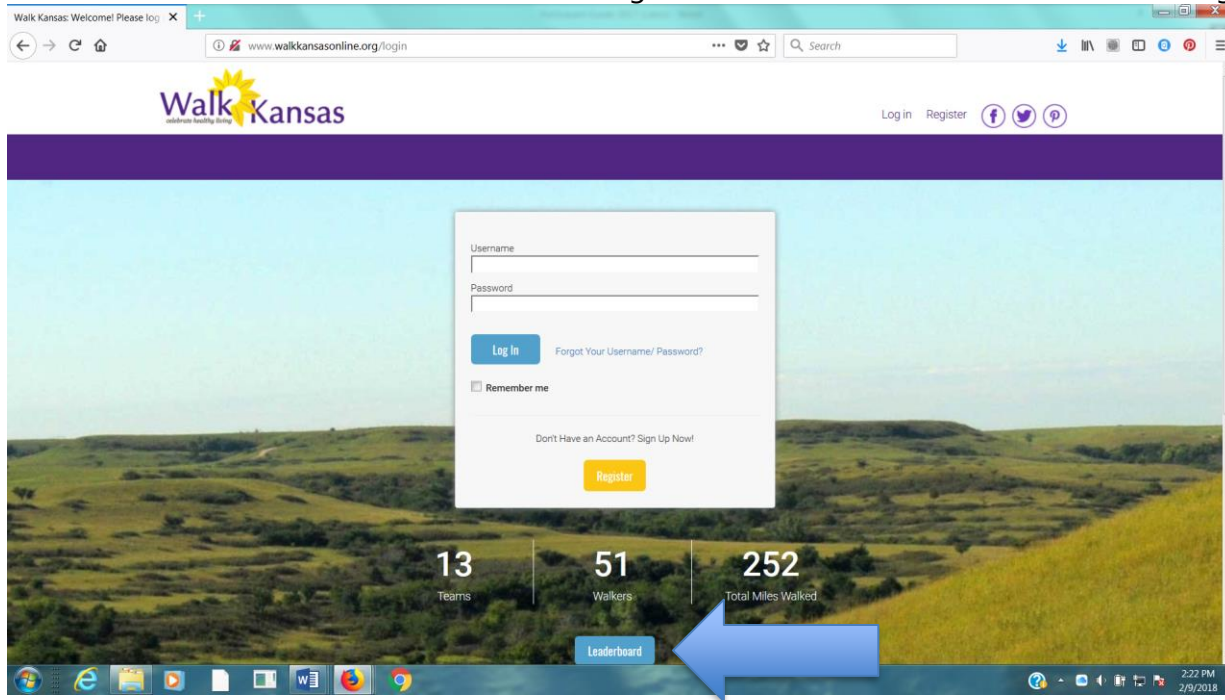 Walk Kansas: Welcome! Please log
www.walkkansasonline.org/login
Search
Walk Kansas
celebrate healthy living
Log in Register
Username
Password
Log In Forgot Your Username/ Password?
Remember me
Don't Have an Account? Sign Up Now!
Register
13 51 252
Teams Walkers Total Miles Walked
Leaderboard
2:22 PM
2/9/2018